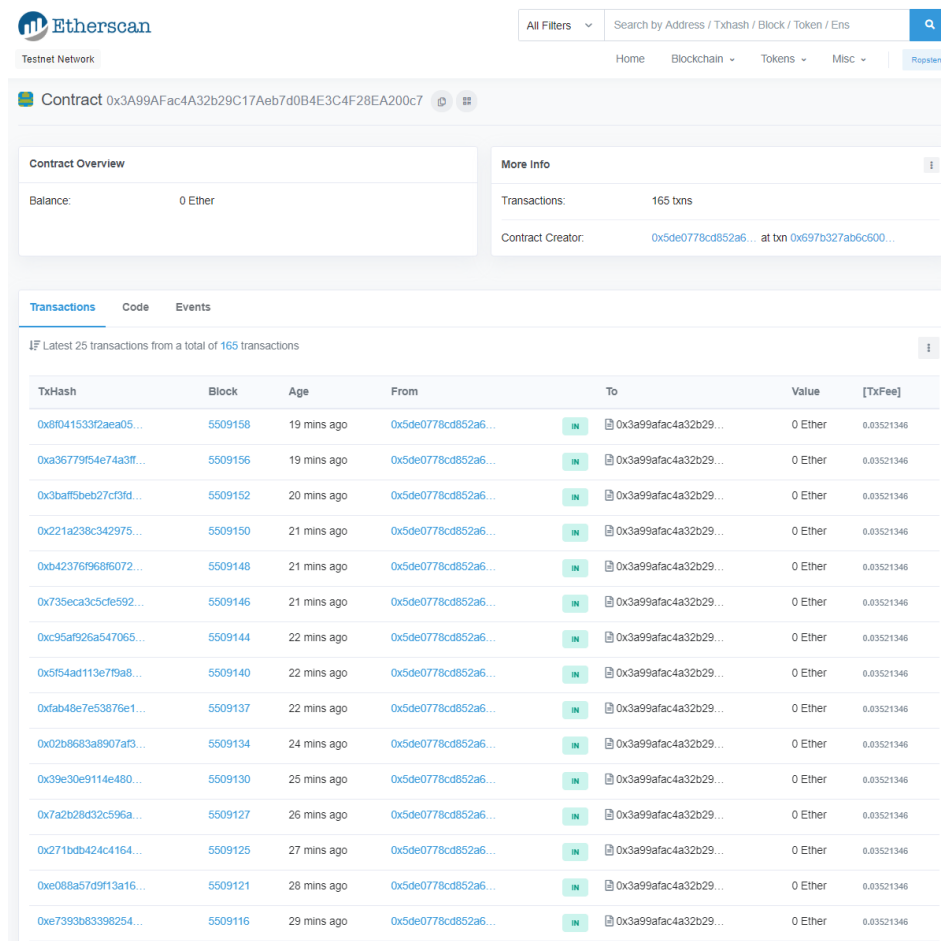 Etherscan
All Filters
Search by Address / Txhash / Block / Token / Ens
Testnet Network
Home Blockchain Tokens Misc Ropsten
Contract 0x3A99AFac4A32b29C17Aeb7d0B4E3C4F28EA200c7
Contract Overview
Balance: 0 Ether
More Info
Transactions: 165 txns
Contract Creator: 0x5de0778cd852a6... at txn 0x697b327ab6c600...
Transactions Code Events
Latest 25 transactions from a total of 165 transactions
TxHash Block Age From To Value [TxFee]
0x8f041533f2aea05... 5509158 19 mins ago 0x5de0778cd852a6... IN 0x3a99afac4a32b29... 0 Ether 0.03521346
0xa36779f54e74a3ff... 5509156 19 mins ago 0x5de0778cd852a6... IN 0x3a99afac4a32b29... 0 Ether 0.03521346
0x3baff5beb27cf3fd... 5509152 20 mins ago 0x5de0778cd852a6... IN 0x3a99afac4a32b29... 0 Ether 0.03521346
0x221a238c342975... 5509150 21 mins ago 0x5de0778cd852a6... IN 0x3a99afac4a32b29... 0 Ether 0.03521346
0xb42376f968f6072... 5509148 21 mins ago 0x5de0778cd852a6... IN 0x3a99afac4a32b29... 0 Ether 0.03521346
0x735eca3c5cfe592... 5509146 21 mins ago 0x5de0778cd852a6... IN 0x3a99afac4a32b29... 0 Ether 0.03521346
0xc95af926a547065... 5509144 22 mins ago 0x5de0778cd852a6... IN 0x3a99afac4a32b29... 0 Ether 0.03521346
0x5f54ad113e7f9a8... 5509140 22 mins ago 0x5de0778cd852a6... IN 0x3a99afac4a32b29... 0 Ether 0.03521346
0xfab48e7e53876e1... 5509137 22 mins ago 0x5de0778cd852a6... IN 0x3a99afac4a32b29... 0 Ether 0.03521346
0x02b8683a8907af3... 5509134 24 mins ago 0x5de0778cd852a6... IN 0x3a99afac4a32b29... 0 Ether 0.03521346
0x39e30e9114e480... 5509130 25 mins ago 0x5de0778cd852a6... IN 0x3a99afac4a32b29... 0 Ether 0.03521346
0x7a2b28d32c596a... 5509127 26 mins ago 0x5de0778cd852a6... IN 0x3a99afac4a32b29... 0 Ether 0.03521346
0x271bdb424c4164... 5509125 27 mins ago 0x5de0778cd852a6... IN 0x3a99afac4a32b29... 0 Ether 0.03521346
0xe088a57d9f13a16... 5509121 28 mins ago 0x5de0778cd852a6... IN 0x3a99afac4a32b29... 0 Ether 0.03521346
0xe7393b83398254... 5509116 29 mins ago 0x5de0778cd852a6... IN 0x3a99afac4a32b29... 0 Ether 0.03521346